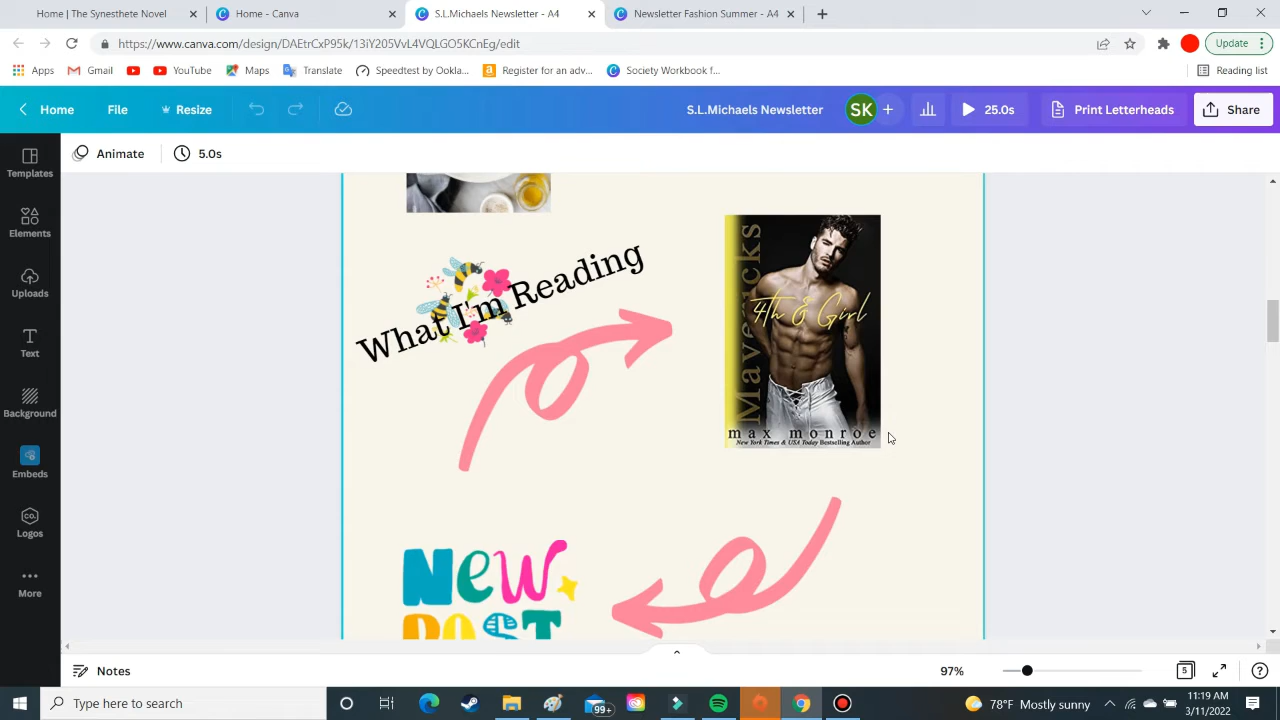 Home The Synesthete Novel
Home - Canva
S.L.Michaels Newsletter - A4
Newsletter Fashion Summer - A4
https://www.canva.com/design/DAEtrCxP95k/13iY205VvL4VQLGO5KCnEg/edit
Update
Apps
Gmail
YouTube
Maps
Translate
Speedtest by Ookla...
Register for an adv...
Society Workbook f...
Reading list
Home
File
Resize
S.L.Michaels Newsletter
SK
25.0s
Print Letterheads
Share
Animate
5.0s
Templates
Elements
Uploads
Text
Background
Embeds
CO.
Logos
More
What I'm Reading
Mavericks
4th & Girl
max monroe
New York Times & USA Today Bestselling Author
NeW
POST
Notes
97%
5
Type here to search
99+
78°F Mostly sunny
11:19 AM
3/11/2022